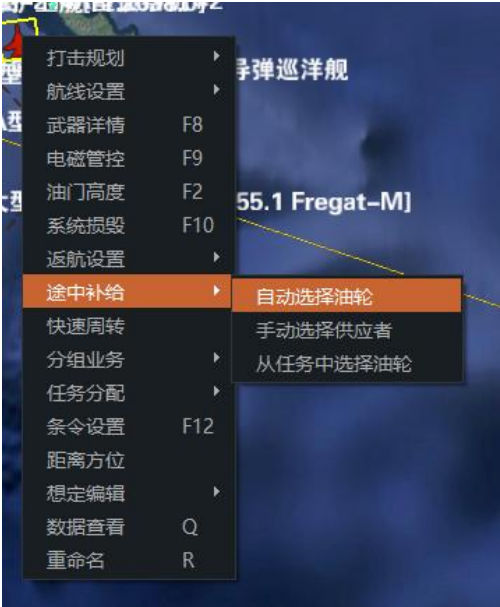 导弹巡洋舰
55.1 Fregat-M]
打击规划
航线设置
武器详情 F8
电磁管控 F9
油门高度 F2
系统损毁 F10
返航设置
途中补给
快速周转
分组业务
任务分配
条令设置 F12
距离方位
想定编辑
数据查看 Q
重命名 R
自动选择油轮
手动选择供应者
从任务中选择油轮